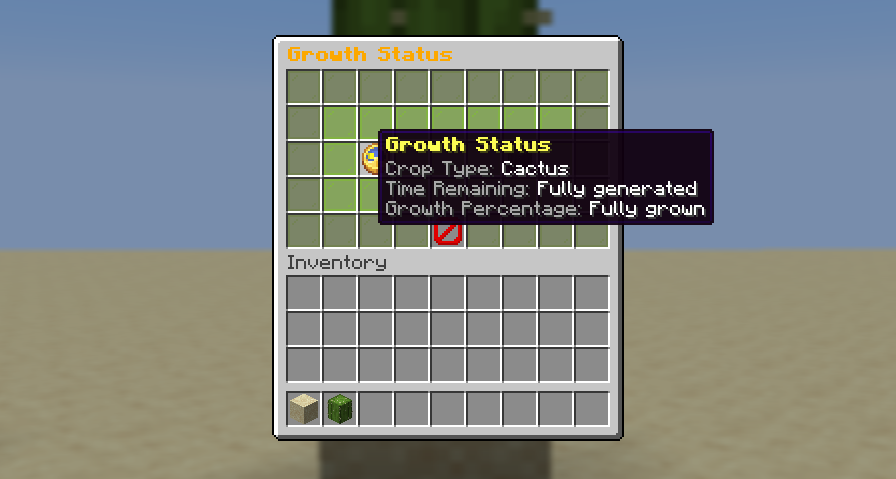 Growth Status
Growth Status
Crop Type: Cactus
Time Remaining: Fully generated
Growth Percentage: Fully grown
Inventory